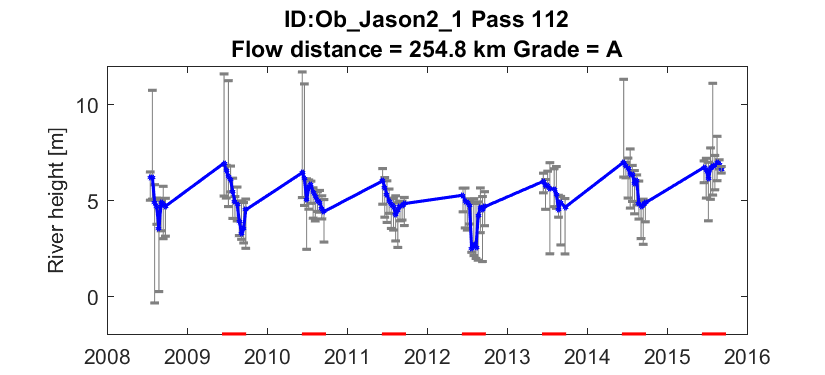 ID:Ob_Jason2_1 Pass 112
Flow distance = 254.8 km Grade = A
River height [m]
10
5
0
2008 2009 2010 2011 2012 2013 2014 2015 2016